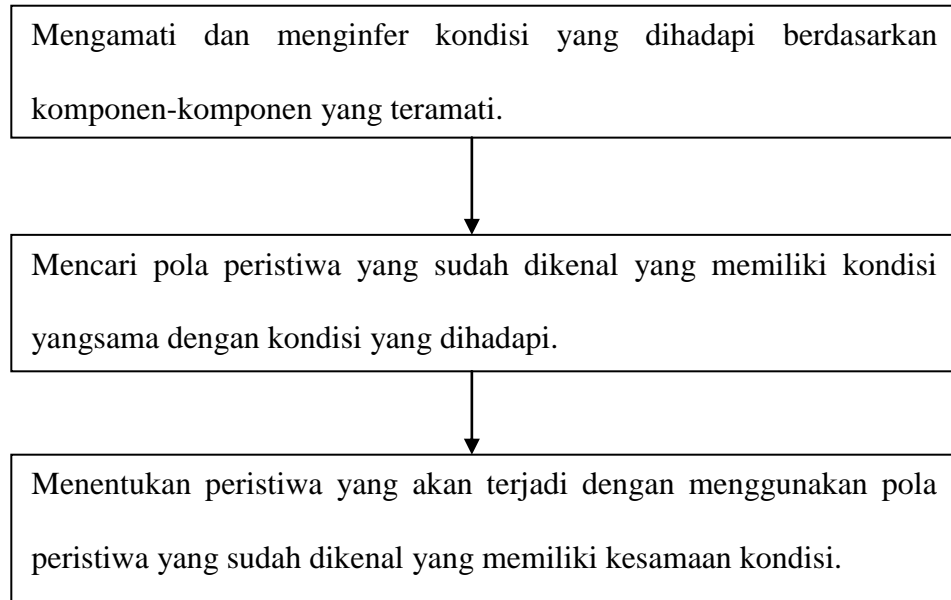 Mengamati dan menginfer kondisi yang dihadapi berdasarkan
komponen-komponen yang teramati.
Mencari pola peristiwa yang sudah dikenal yang memiliki kondisi
yangsama dengan kondisi yang dihadapi.
Menentukan peristiwa yang akan terjadi dengan menggunakan pola
peristiwa yang sudah dikenal yang memiliki kesamaan kondisi.